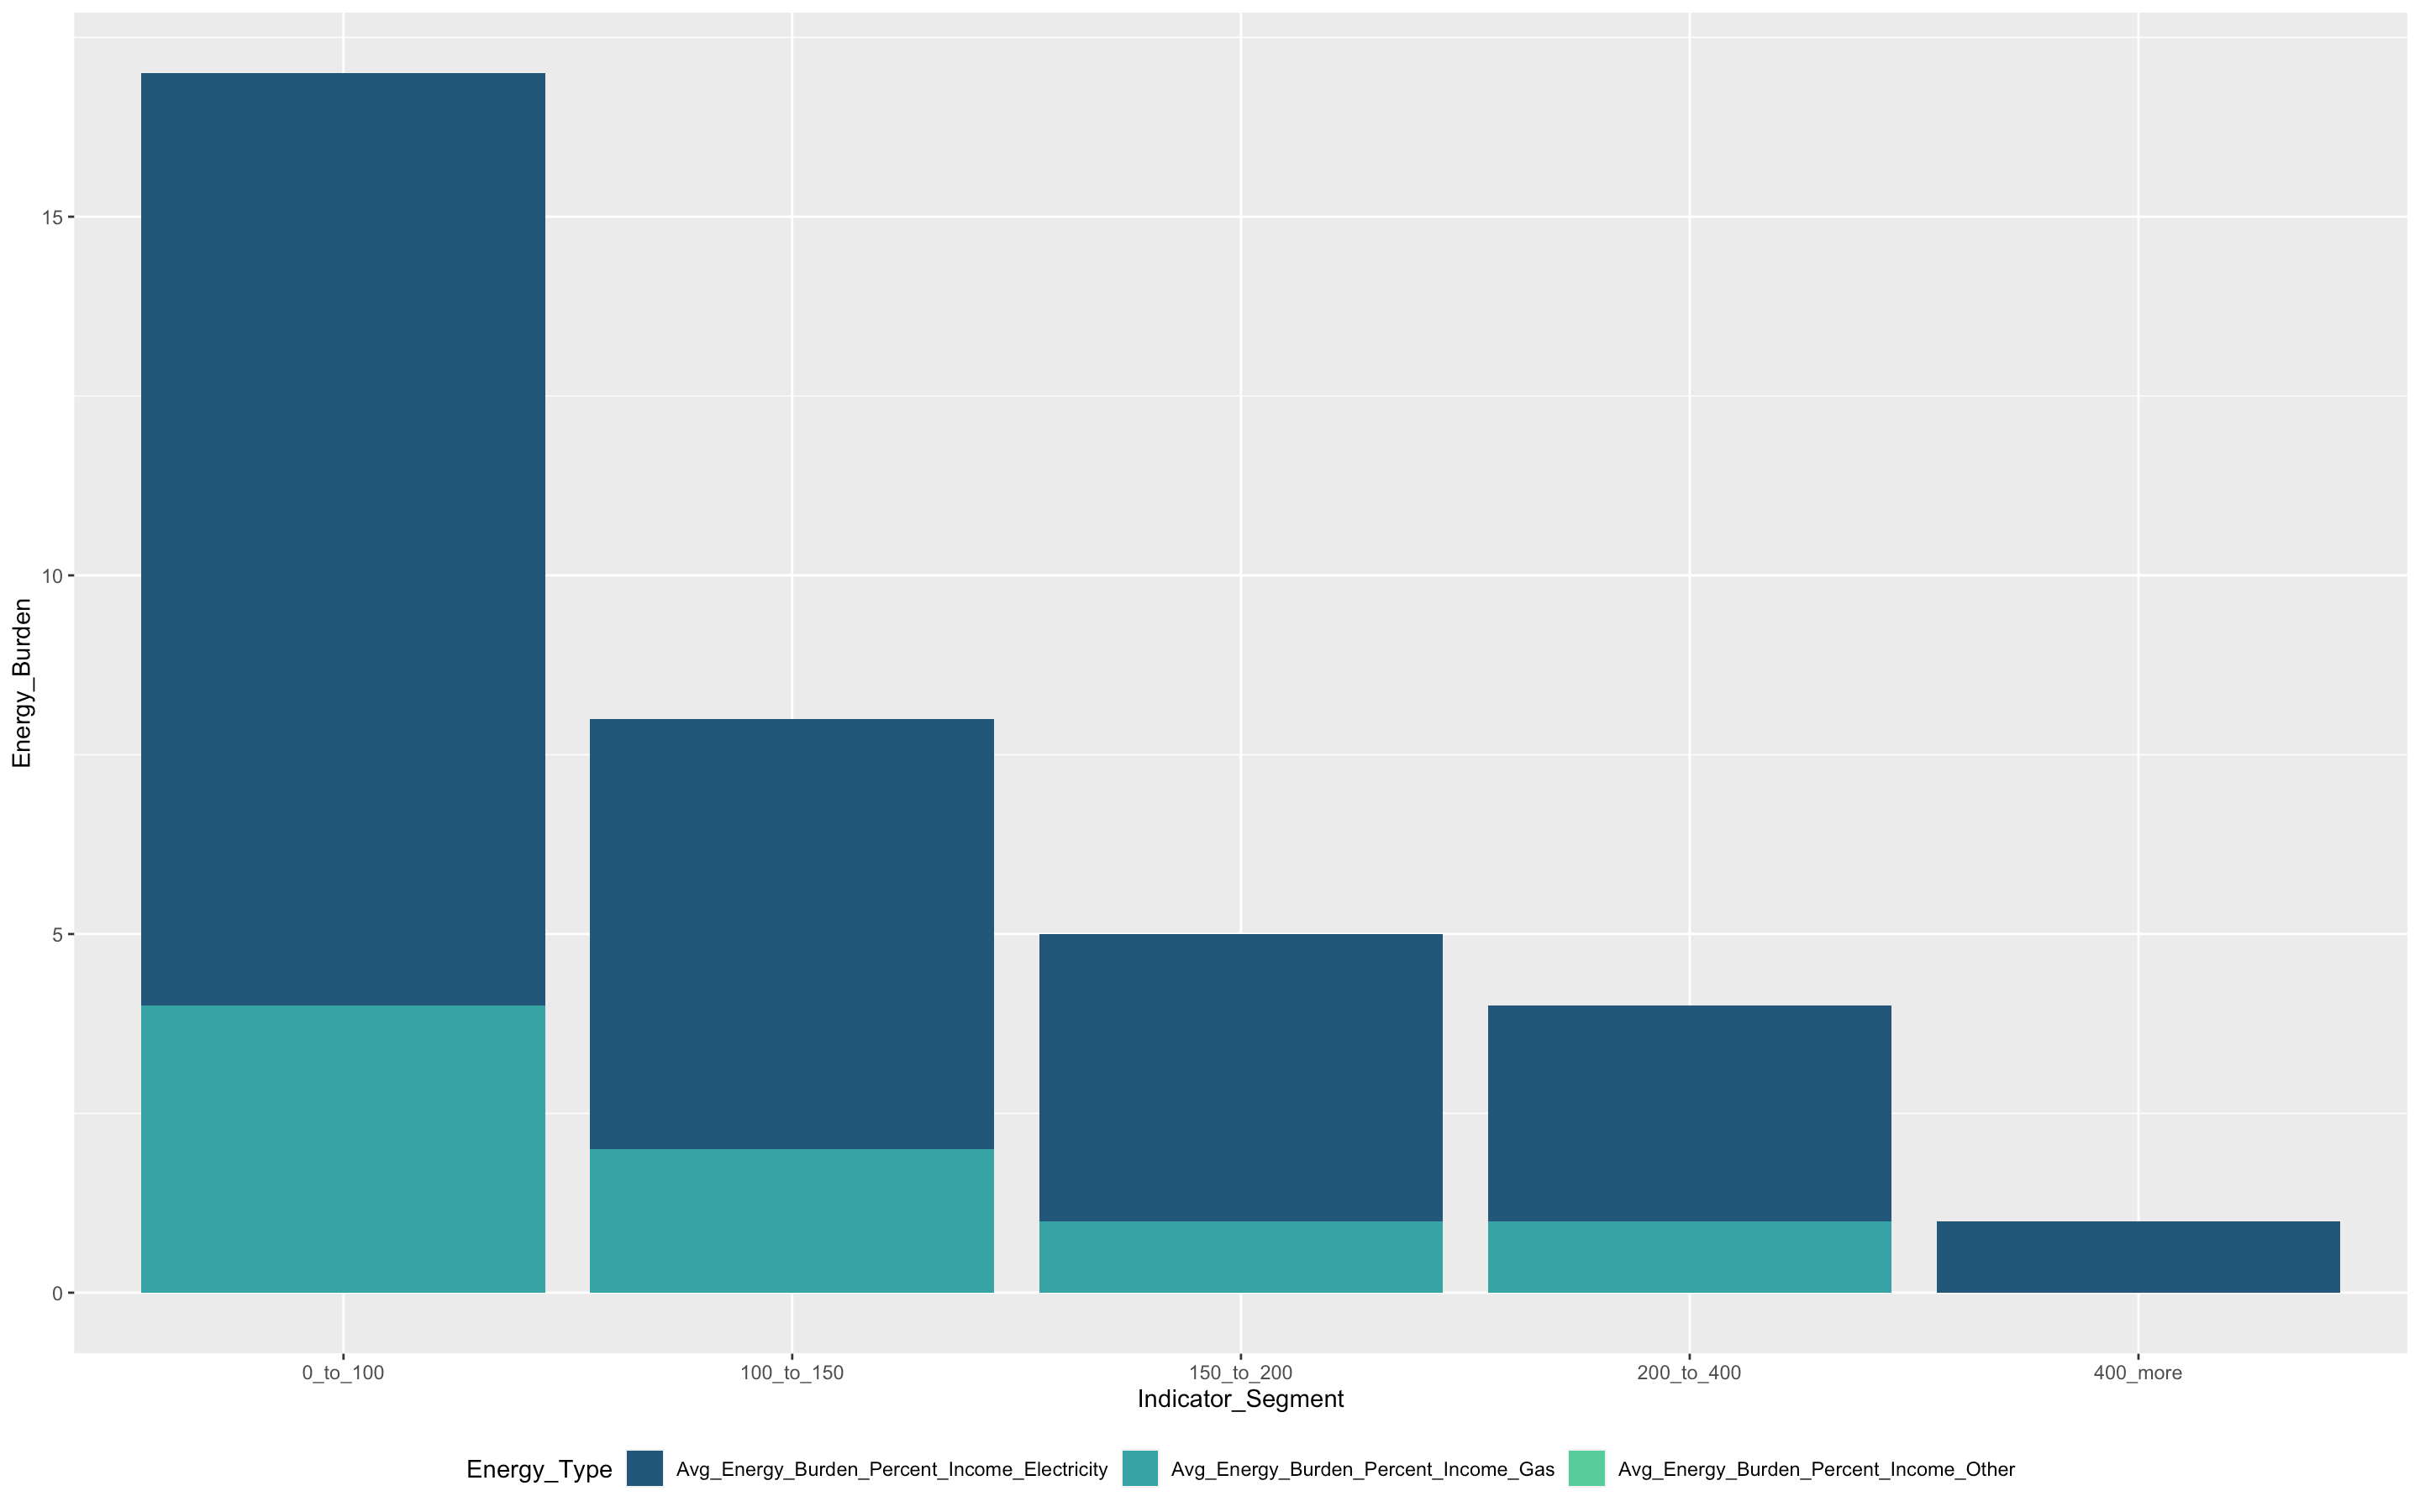 Energy_Burden
15
10
5
0
0_to_100 100_to_150 150_to_200 200_to_400 400_more
Indicator_Segment
Energy_Type Avg_Energy_Burden_Percent_Income_Electricity Avg_Energy_Burden_Percent_Income_Gas Avg_Energy_Burden_Percent_Income_Other